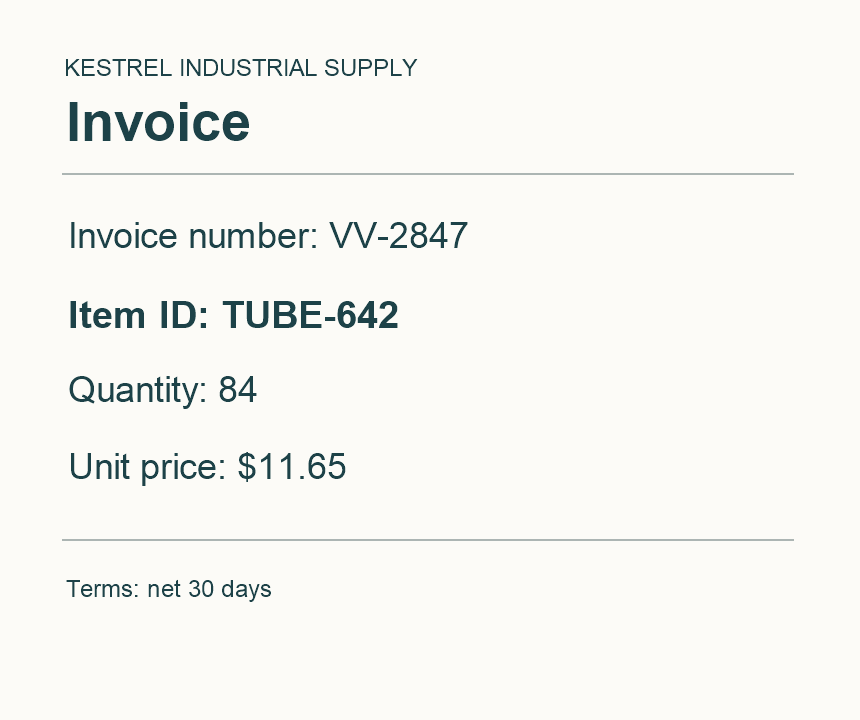 KESTREL INDUSTRIAL SUPPLY
Invoice
Invoice number: VV-2847
Item ID: TUBE-642
Quantity: 84
Unit price: $11.65
Terms: net 30 days